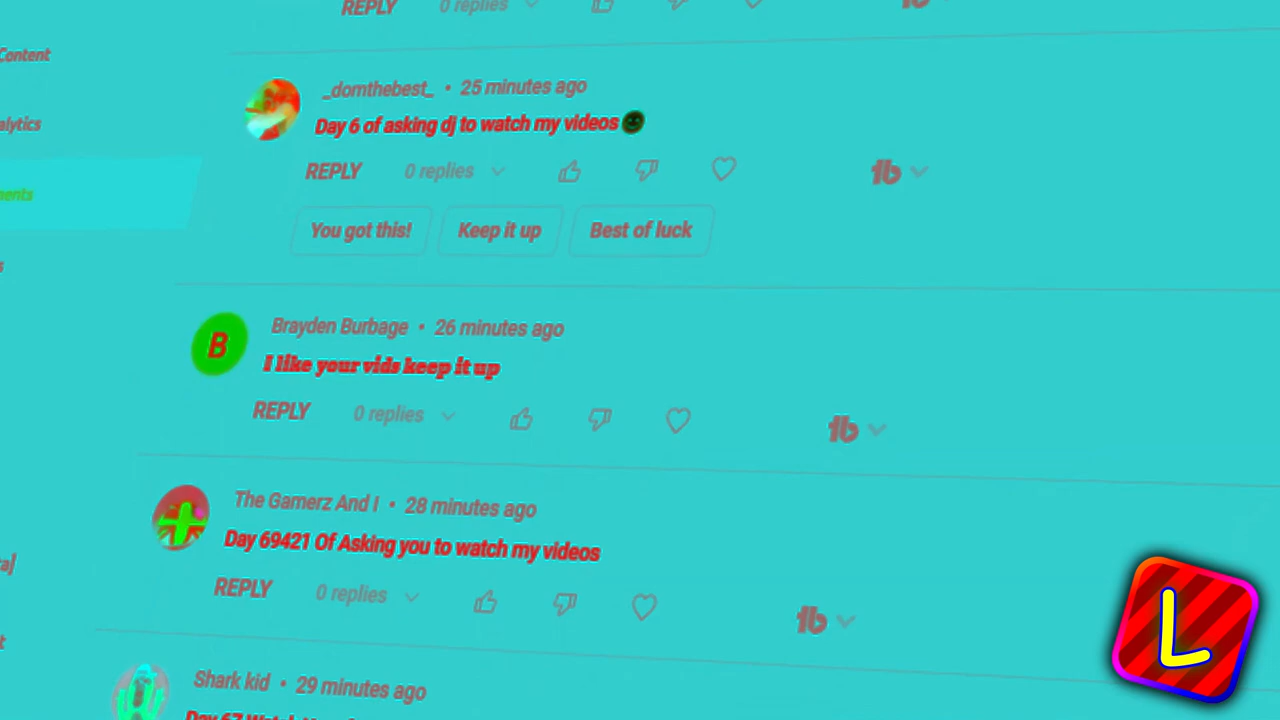 REPLY 0 replies
Content
_domthebest_ • 25 minutes ago
Day 6 of asking dj to watch my videos
REPLY 0 replies
You got this! Keep it up Best of luck
B
Brayden Burbage • 26 minutes ago
I like your vids keep it up
REPLY 0 replies
The Gamerz And I • 28 minutes ago
Day 69421 Of Asking you to watch my videos
REPLY 0 replies
Shark kid • 29 minutes ago
L